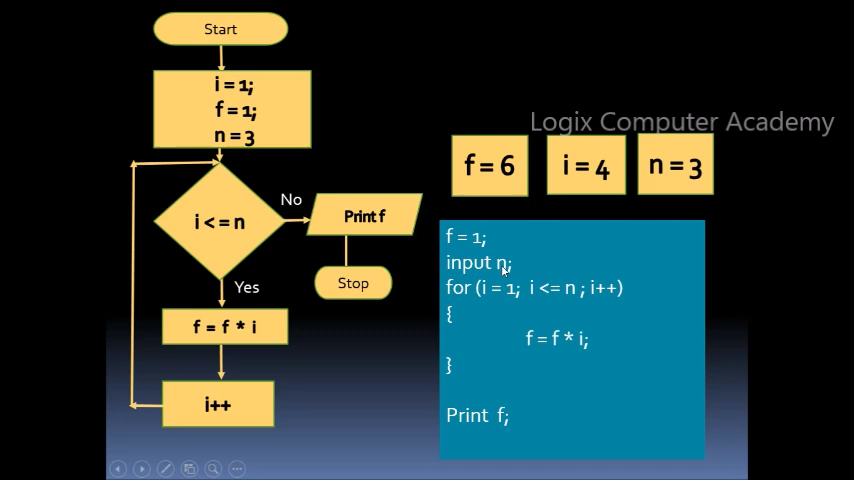 Start
i = 1;
f = 1;
n = 3
i < = n
No
Print f
Stop
Yes
f = f * i
i++
Logix Computer Academy
f = 6
i = 4
n = 3
f = 1;
input n;
for (i = 1; i <= n ; i++)
{
f = f * i;
}
Print f;